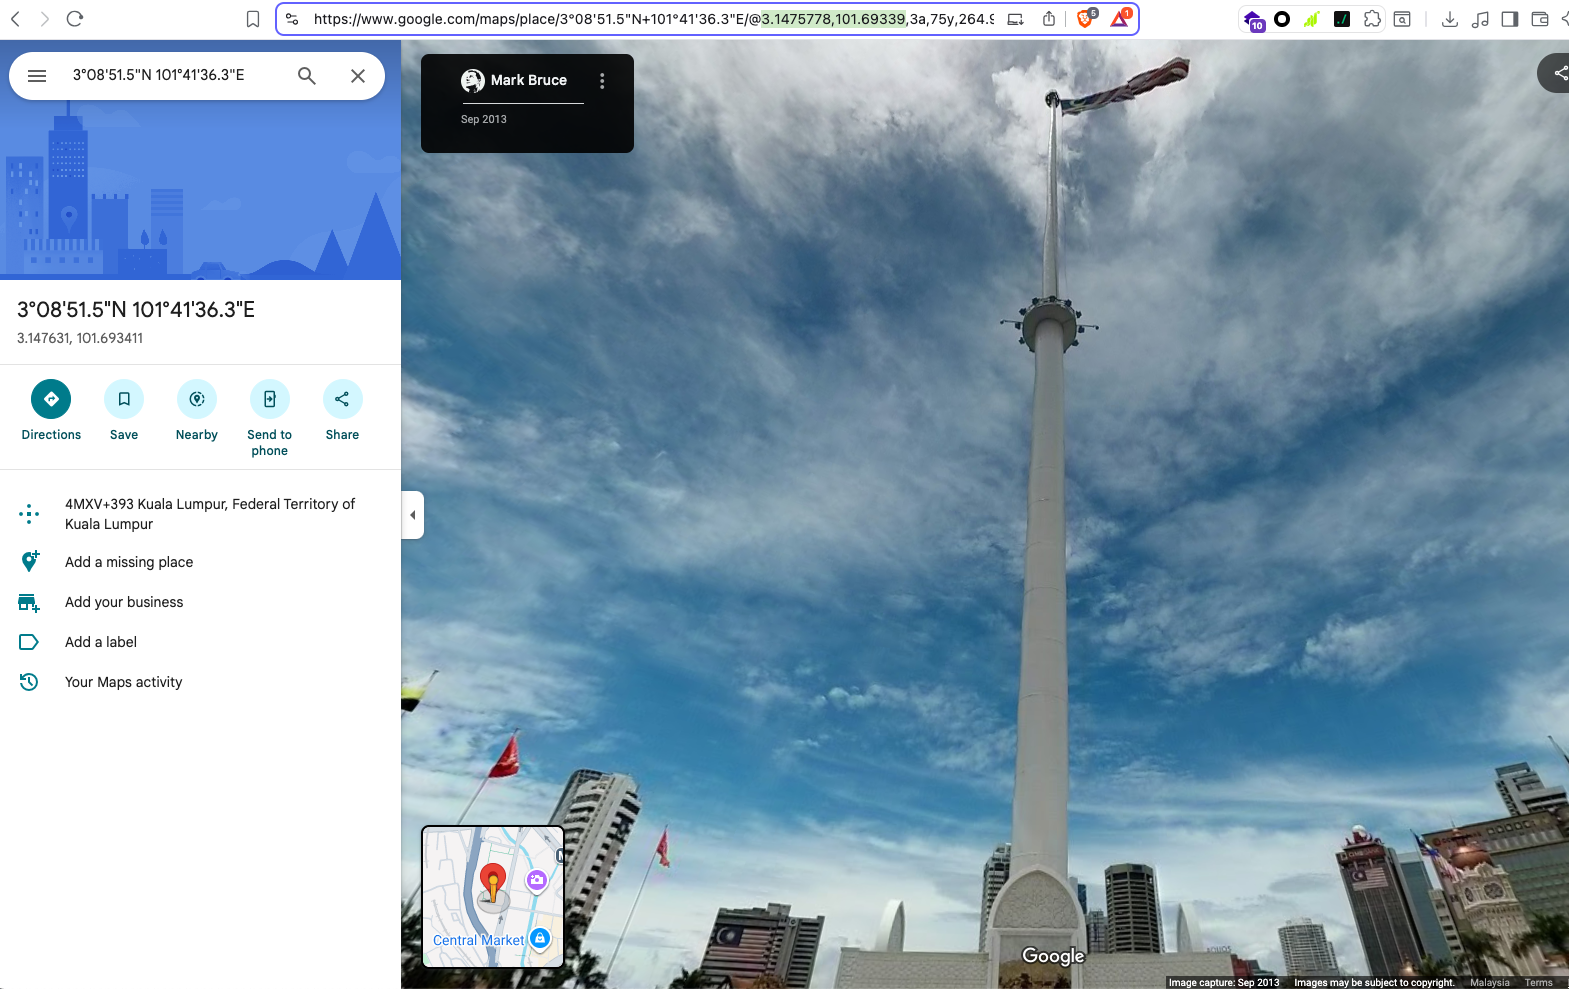 https://www.google.com/maps/place/3°08'51.5"N+101°41'36.3"E/@3.1475778,101.69339,3a,75y,264.9
5
1
10
3°08'51.5"N 101°41'36.3"E
Mark Bruce
Sep 2013
3°08'51.5"N 101°41'36.3"E
3.147631, 101.693411
Directions
Save
Nearby
Send to
phone
Share
4MXV+393 Kuala Lumpur, Federal Territory of
Kuala Lumpur
Add a missing place
Add your business
Add a label
Your Maps activity
Central Market
Google
Image capture: Sep 2013 Images may be subject to copyright. Malaysia Terms